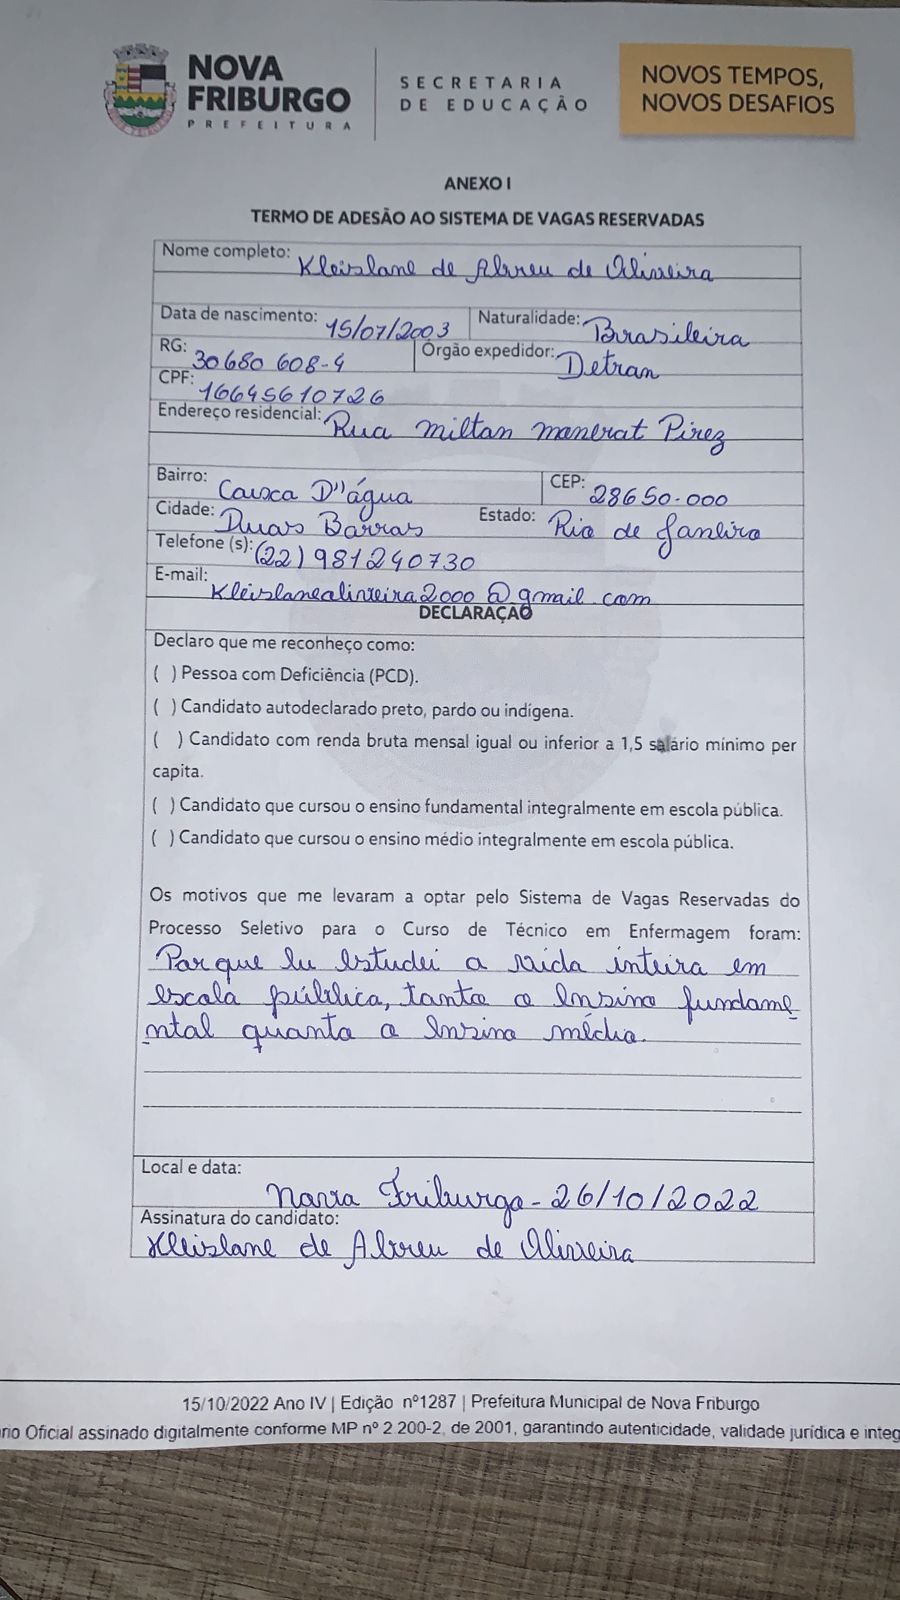 NOVA
FRIBURGO
PREFEITURA
SECRETARIA
DE EDUCAÇÃO
NOVOS TEMPOS,
NOVOS DESAFIOS
ANEXO I
TERMO DE ADESÃO AO SISTEMA DE VAGAS RESERVADAS
Nome completo: Kleislane de Abreu de Oliveira
Data de nascimento: 15/07/2003 Naturalidade: Brasileira
RG: 30680 608-4 Órgão expedidor: Detran
CPF: 16645610726
Endereço residencial: Rua Miltan Manerat Pirez
Bairro: Caixa D''água CEP: 28650-000
Cidade: Duas Barras Estado: Rio de Janeiro
Telefone (s): (22) 981240730
E-mail: Kleislaneoliveira2000@gmail.com
DECLARAÇÃO
Declaro que me reconheço como:
( ) Pessoa com Deficiência (PCD).
( ) Candidato autodeclarado preto, pardo ou indígena.
( ) Candidato com renda bruta mensal igual ou inferior a 1,5 salário mínimo per
capita.
( ) Candidato que cursou o ensino fundamental integralmente em escola pública.
( ) Candidato que cursou o ensino médio integralmente em escola pública.
Os motivos que me levaram a optar pelo Sistema de Vagas Reservadas do
Processo Seletivo para o Curso de Técnico em Enfermagem foram:
Porque eu estudei a vida inteira em
escola pública, tanto o Ensino fundame-
-ntal quanto o Ensino médio.
Local e data:
Nova Friburgo - 26/10/2022
Assinatura do candidato:
Kleislane de Abreu de Oliveira
15/10/2022 Ano IV | Edição nº1287 | Prefeitura Municipal de Nova Friburgo
rio Oficial assinado digitalmente conforme MP nº 2.200-2, de 2001, garantindo autenticidade, validade jurídica e integ